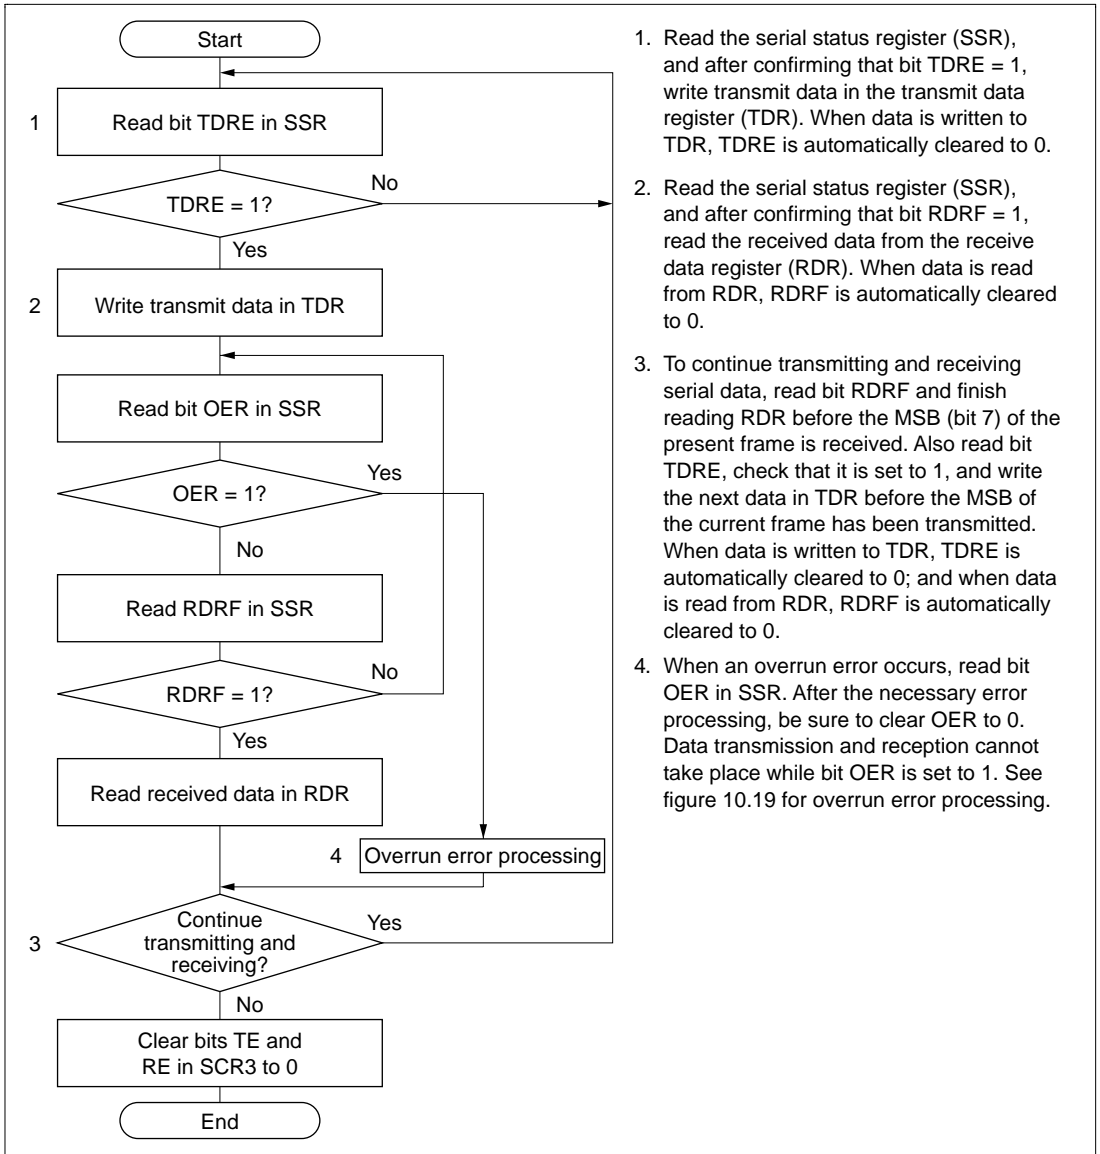 Start
1
Read bit TDRE in SSR
TDRE = 1?
No
Yes
2
Write transmit data in TDR
Read bit OER in SSR
OER = 1?
Yes
No
Read RDRF in SSR
RDRF = 1?
No
Yes
Read received data in RDR
4
Overrun error processing
3
Continue
transmitting and
receiving?
Yes
No
Clear bits TE and
RE in SCR3 to 0
End
1. Read the serial status register (SSR),
and after confirming that bit TDRE = 1,
write transmit data in the transmit data
register (TDR). When data is written to
TDR, TDRE is automatically cleared to 0.
2. Read the serial status register (SSR),
and after confirming that bit RDRF = 1,
read the received data from the receive
data register (RDR). When data is read
from RDR, RDRF is automatically cleared
to 0.
3. To continue transmitting and receiving
serial data, read bit RDRF and finish
reading RDR before the MSB (bit 7) of the
present frame is received. Also read bit
TDRE, check that it is set to 1, and write
the next data in TDR before the MSB of
the current frame has been transmitted.
When data is written to TDR, TDRE is
automatically cleared to 0; and when data
is read from RDR, RDRF is automatically
cleared to 0.
4. When an overrun error occurs, read bit
OER in SSR. After the necessary error
processing, be sure to clear OER to 0.
Data transmission and reception cannot
take place while bit OER is set to 1. See
figure 10.19 for overrun error processing.